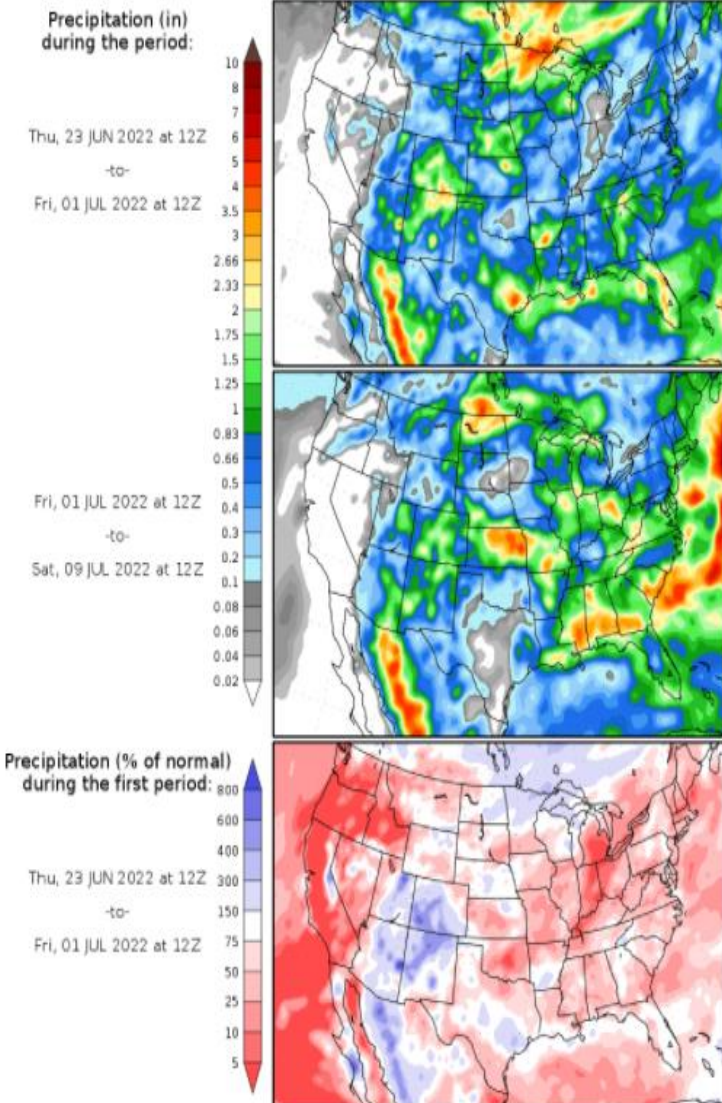 Precipitation (in)
during the period:
Thu, 23 JUN 2022 at 12Z
-to-
Fri, 01 JUL 2022 at 12Z
10
8
7
6
5
4
3.5
3
2.66
2.33
2
1.75
1.5
1.25
1
0.83
0.66
0.5
0.4
0.3
0.2
0.1
0.08
0.06
0.04
0.02
Fri, 01 JUL 2022 at 12Z
-to-
Sat, 09 JUL 2022 at 12Z
Precipitation (% of normal)
during the first period:
Thu, 23 JUN 2022 at 12Z
-to-
Fri, 01 JUL 2022 at 12Z
800
600
400
300
150
75
50
25
10
5